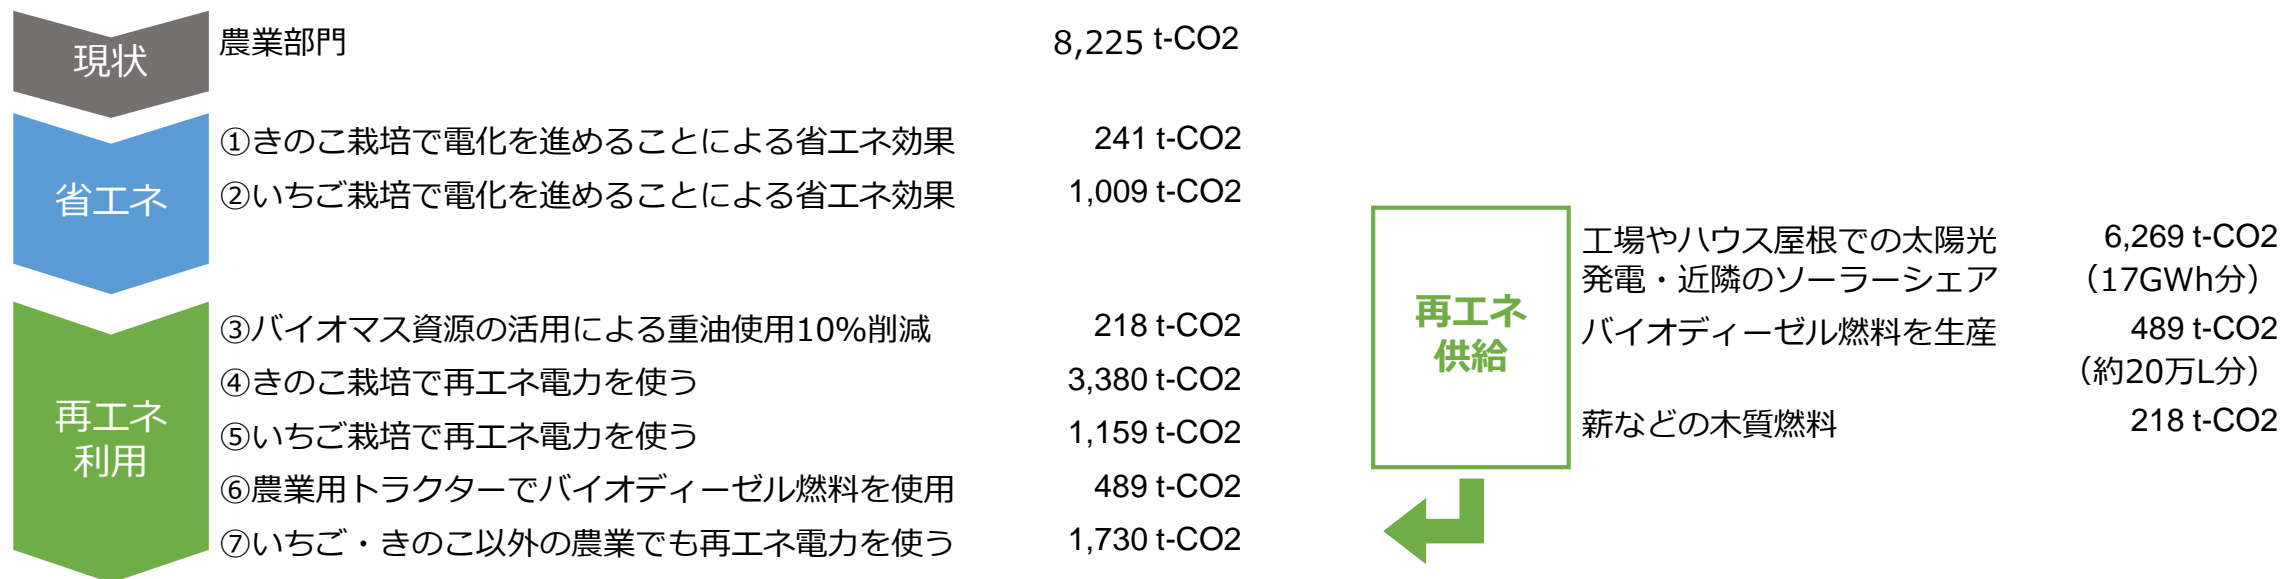 現状
農業部門 8,225 t-CO2
省エネ
①きのこ栽培で電化を進めることによる省エネ効果 241 t-CO2
②いちご栽培で電化を進めることによる省エネ効果 1,009 t-CO2
再エネ
利用
③バイオマス資源の活用による重油使用10%削減 218 t-CO2
④きのこ栽培で再エネ電力を使う 3,380 t-CO2
⑤いちご栽培で再エネ電力を使う 1,159 t-CO2
⑥農業用トラクターでバイオディーゼル燃料を使用 489 t-CO2
⑦いちご・きのこ以外の農業でも再エネ電力を使う 1,730 t-CO2
再エネ
供給
工場やハウス屋根での太陽光 6,269 t-CO2
発電・近隣のソーラーシェア （17GWh分）
バイオディーゼル燃料を生産 489 t-CO2
（約20万L分）
薪などの木質燃料 218 t-CO2